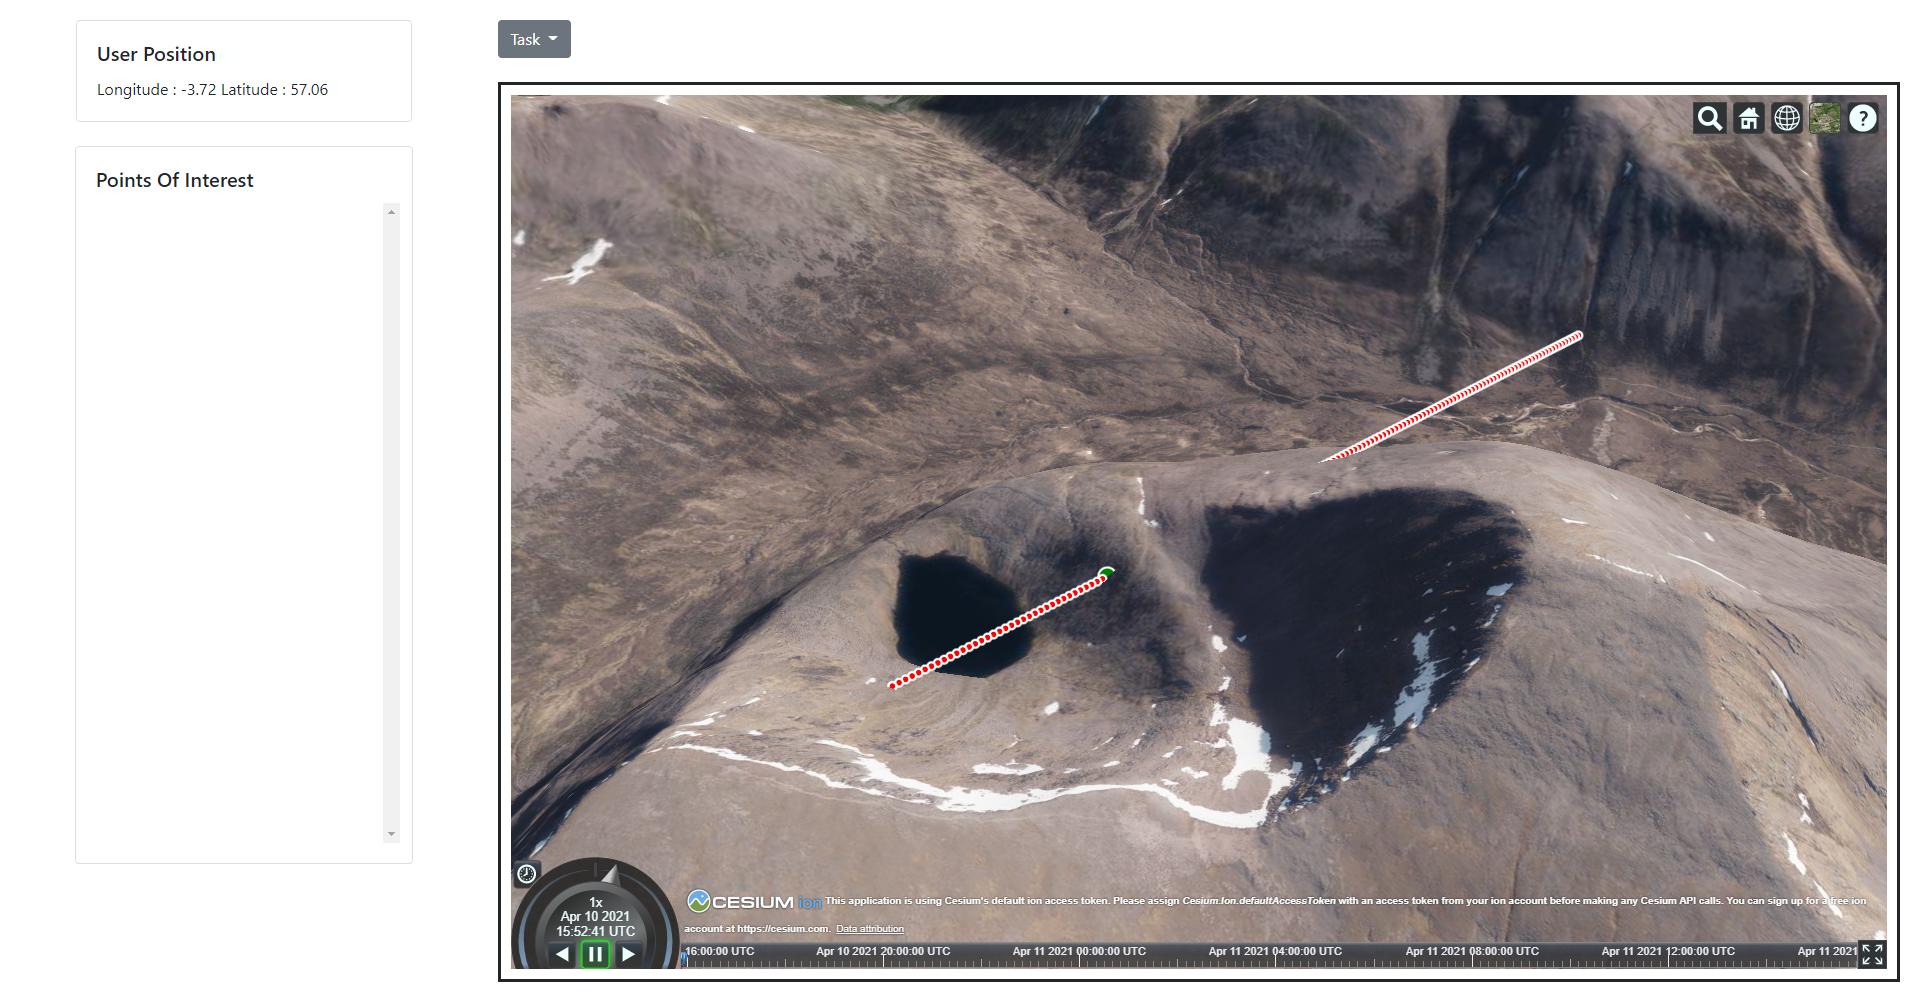 User Position
Longitude : -3.72 Latitude : 57.06
Points Of Interest
Task
?
1x
Apr 10 2021
15:52:41 UTC
CESIUM ion This application is using Cesium's default ion access token. Please assign Cesium.Ion.defaultAccessToken with an access token from your ion account before making any Cesium API calls. You can sign up for a free ion
account at https://cesium.com. Data attribution
16:00:00 UTC Apr 10 2021 20:00:00 UTC Apr 11 2021 00:00:00 UTC Apr 11 2021 04:00:00 UTC Apr 11 2021 08:00:00 UTC Apr 11 2021 12:00:00 UTC Apr 11 2021